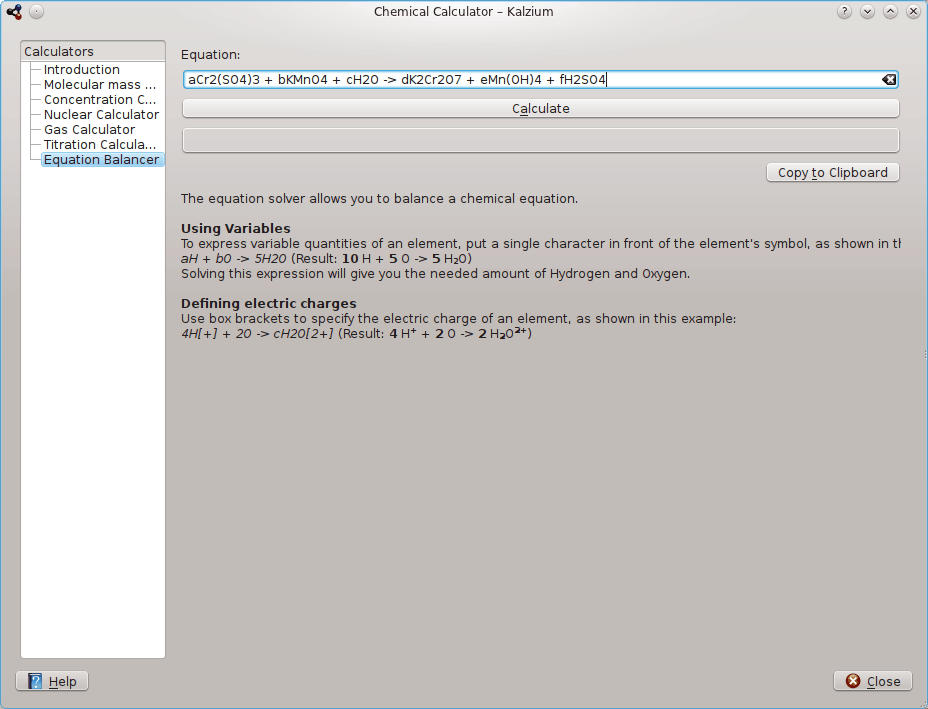 Chemical Calculator – Kalzium
Calculators
Introduction
Molecular mass ...
Concentration C...
Nuclear Calculator
Gas Calculator
Titration Calcula...
Equation Balancer
Equation:
aCr2(SO4)3 + bKMnO4 + cH2O -> dK2Cr2O7 + eMn(OH)4 + fH2SO4
Calculate
Copy to Clipboard
The equation solver allows you to balance a chemical equation.
Using Variables
To express variable quantities of an element, put a single character in front of the element's symbol, as shown in th
aH + bO -> 5H2O (Result: 10 H + 5 O -> 5 H₂O)
Solving this expression will give you the needed amount of Hydrogen and Oxygen.
Defining electric charges
Use box brackets to specify the electric charge of an element, as shown in this example:
4H[+] + 2O -> cH2O[2+] (Result: 4 H⁺ + 2 O -> 2 H₂O²⁺)
Help
Close